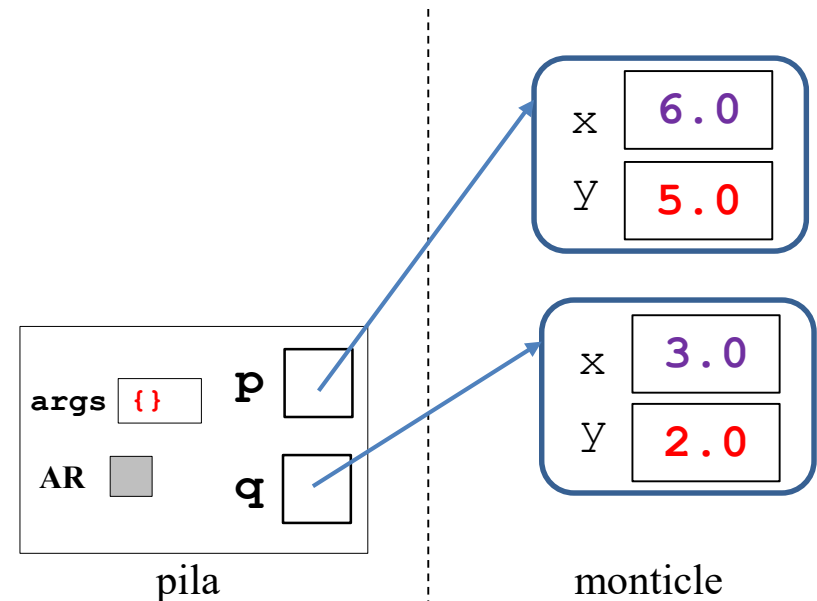 x 6.0
y 5.0
x 3.0
y 2.0
args {} p
AR q
pila
monticle